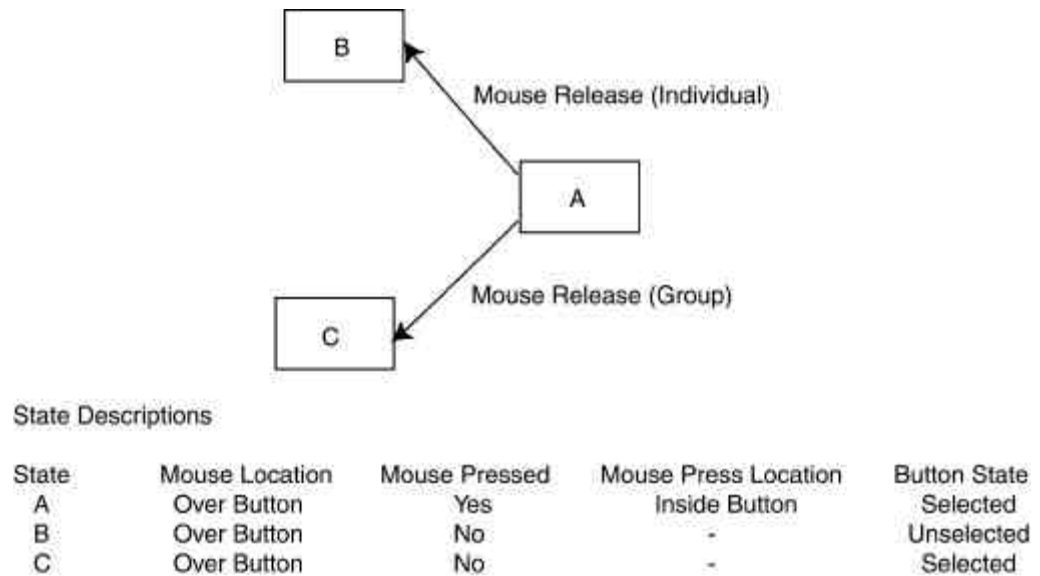 B
Mouse Release (Individual)
A
Mouse Release (Group)
C
State Descriptions
State Mouse Location Mouse Pressed Mouse Press Location Button State
A Over Button Yes Inside Button Selected
B Over Button No - Unselected
C Over Button No - Selected